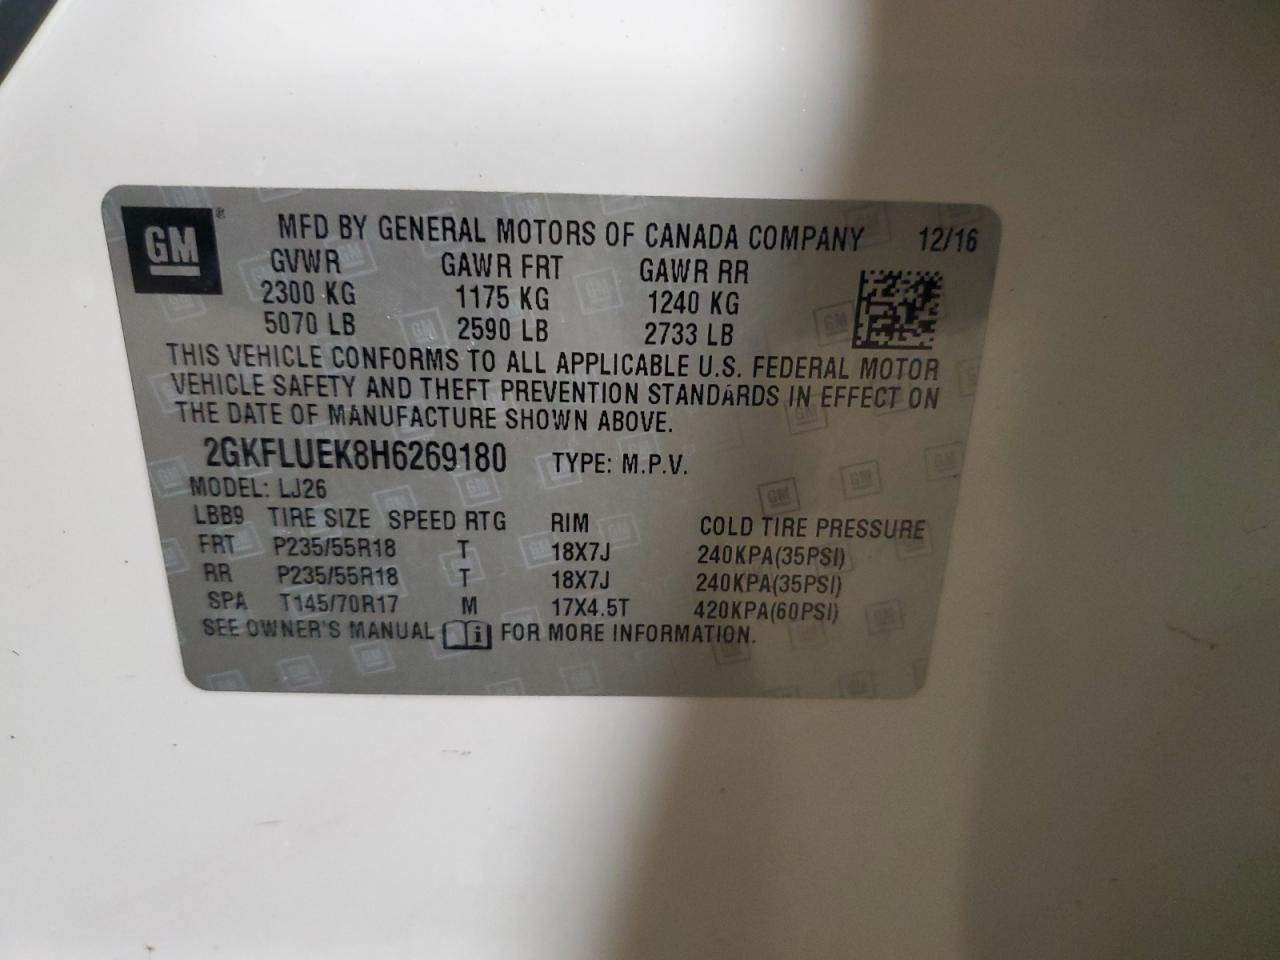 GM ® MFD BY GENERAL MOTORS OF CANADA COMPANY 12/16
GVWR GAWR FRT GAWR RR
2300 KG 1175 KG 1240 KG
5070 LB 2590 LB 2733 LB
THIS VEHICLE CONFORMS TO ALL APPLICABLE U.S. FEDERAL MOTOR
VEHICLE SAFETY AND THEFT PREVENTION STANDARDS IN EFFECT ON
THE DATE OF MANUFACTURE SHOWN ABOVE.
2GKFLUEK8H6269180 TYPE: M.P.V.
MODEL: LJ26
LBB9 TIRE SIZE SPEED RTG RIM COLD TIRE PRESSURE
FRT P235/55R18 T 18X7J 240KPA(35PSI)
RR P235/55R18 T 18X7J 240KPA(35PSI)
SPA T145/70R17 M 17X4.5T 420KPA(60PSI)
SEE OWNER'S MANUAL i FOR MORE INFORMATION.